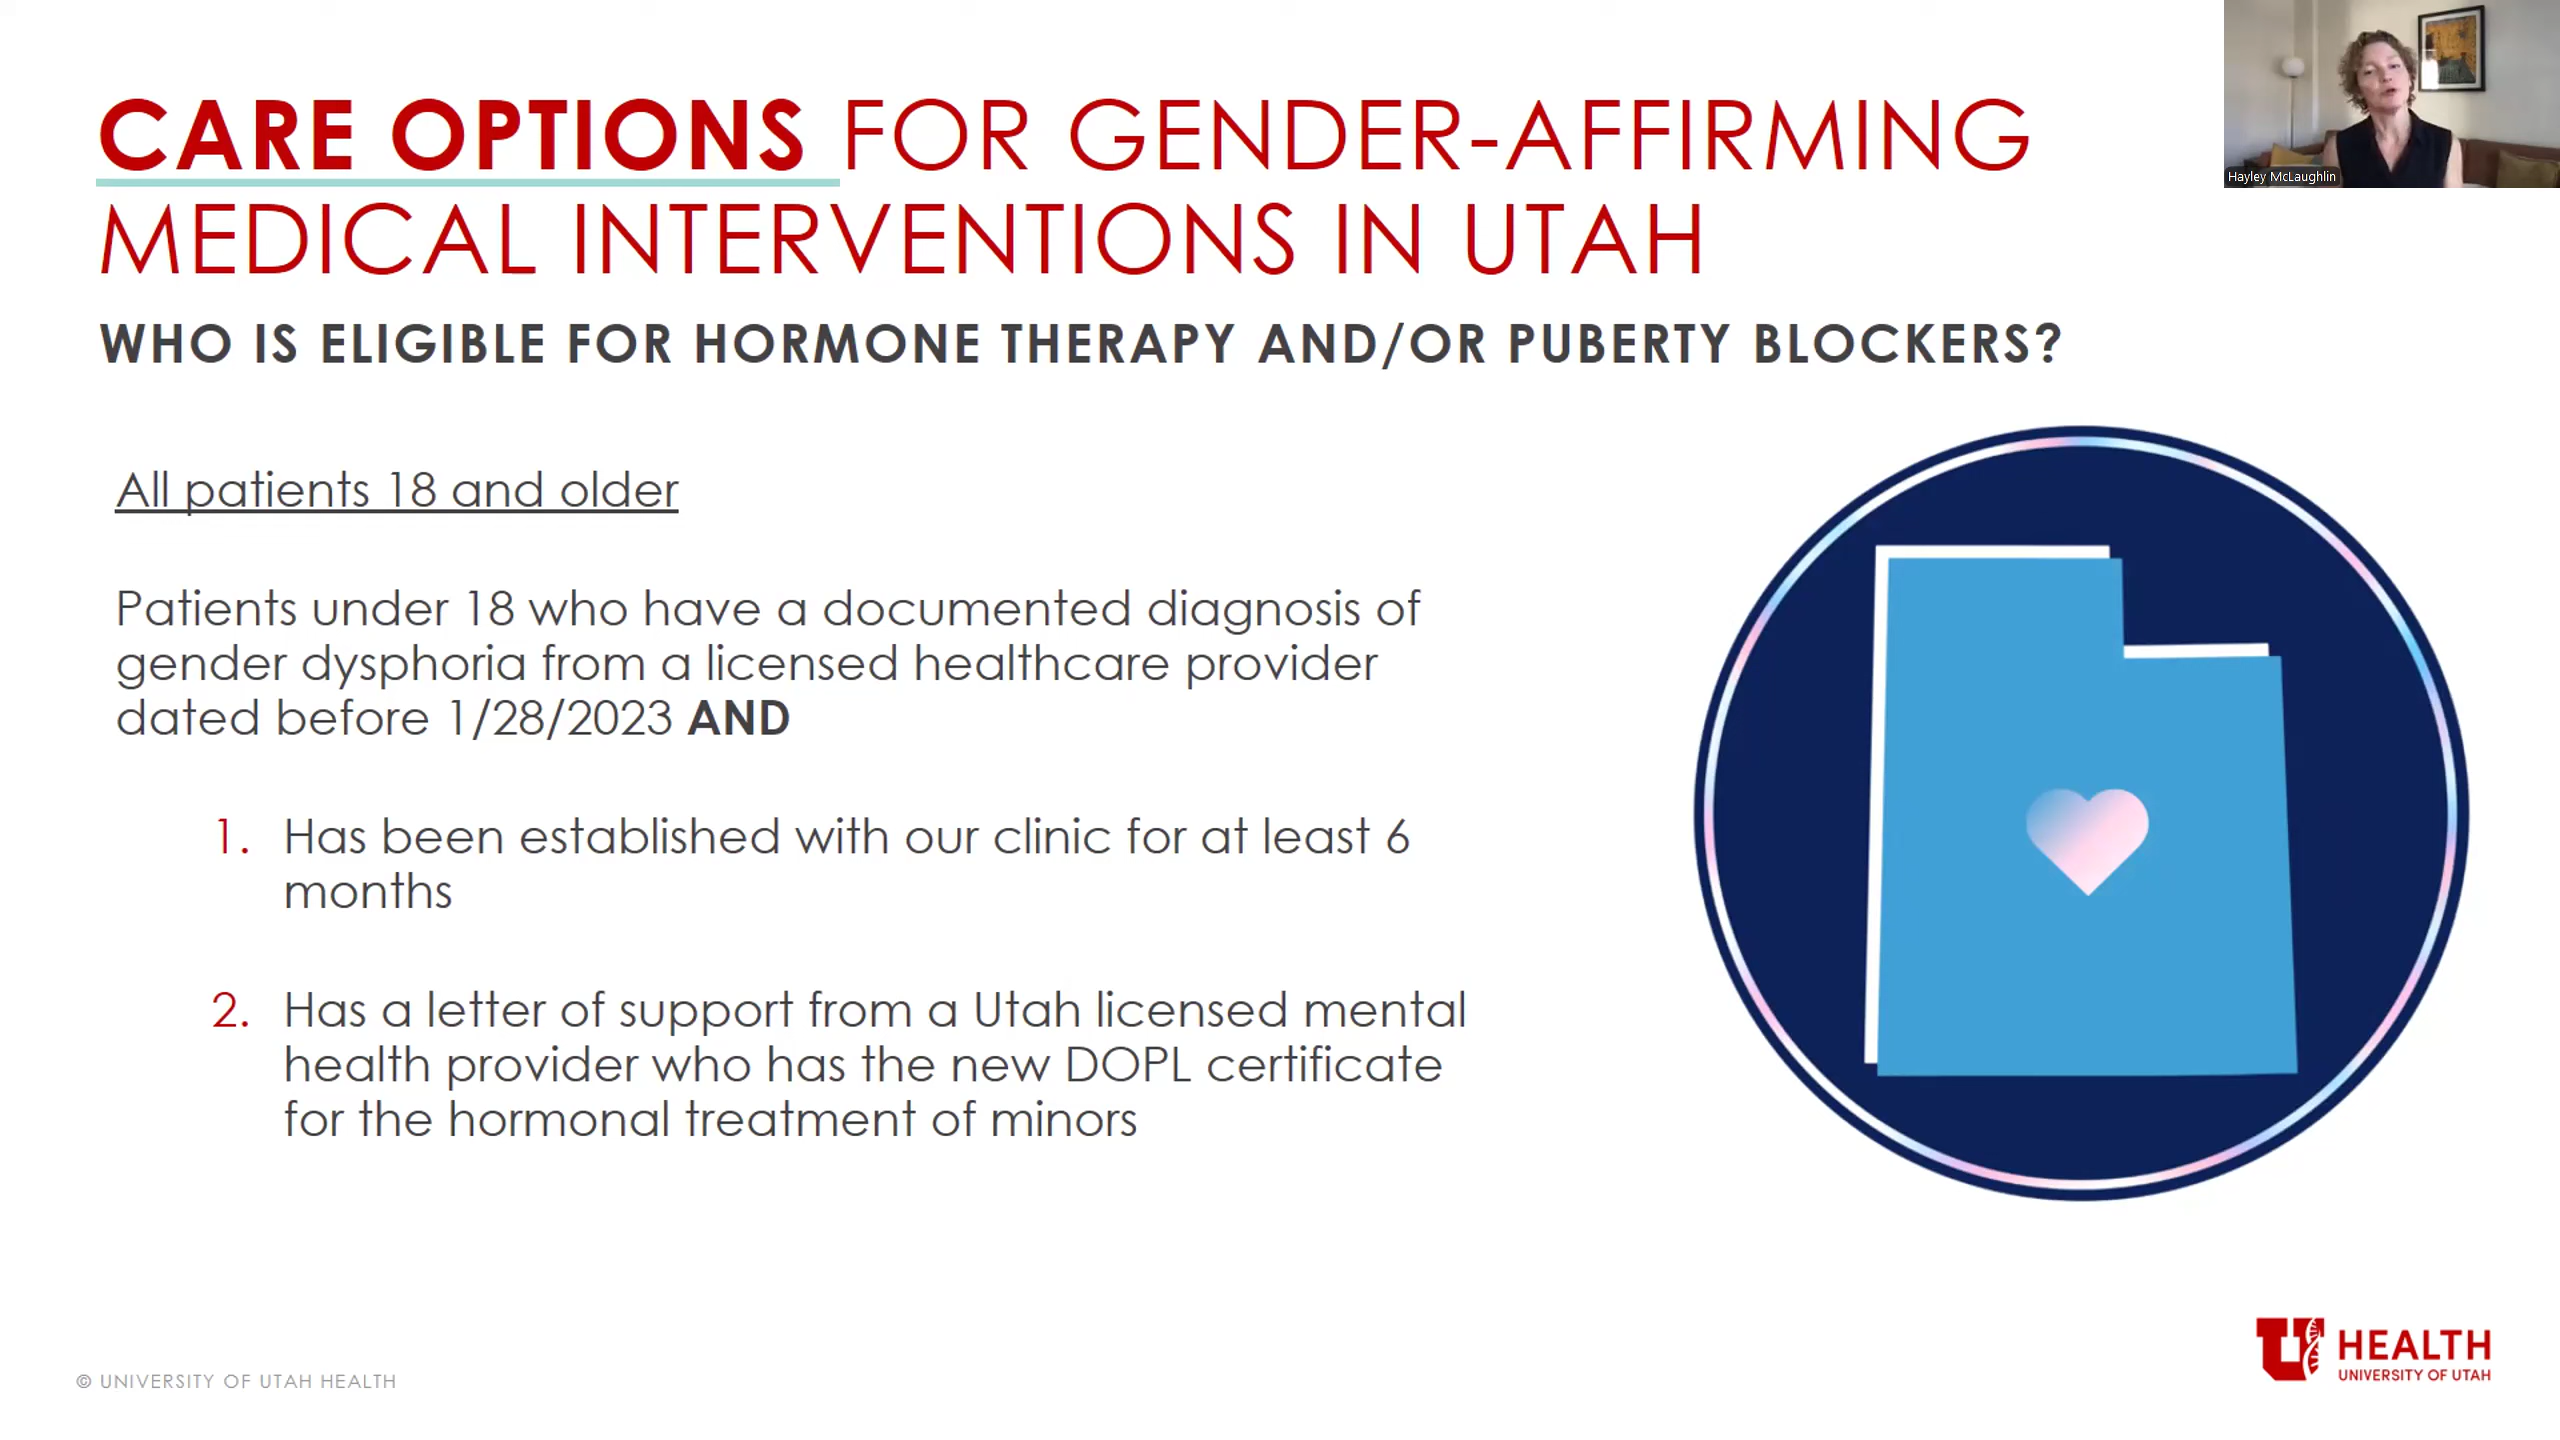 CARE OPTIONS FOR GENDER-AFFIRMING
MEDICAL INTERVENTIONS IN UTAH
Hayley McLaughlin
WHO IS ELIGIBLE FOR HORMONE THERAPY AND/OR PUBERTY BLOCKERS?
All patients 18 and older
Patients under 18 who have a documented diagnosis of
gender dysphoria from a licensed healthcare provider
dated before 1/28/2023 AND
1. Has been established with our clinic for at least 6
months
2. Has a letter of support from a Utah licensed mental
health provider who has the new DOPL certificate
for the hormonal treatment of minors
© UNIVERSITY OF UTAH HEALTH
U HEALTH
UNIVERSITY OF UTAH